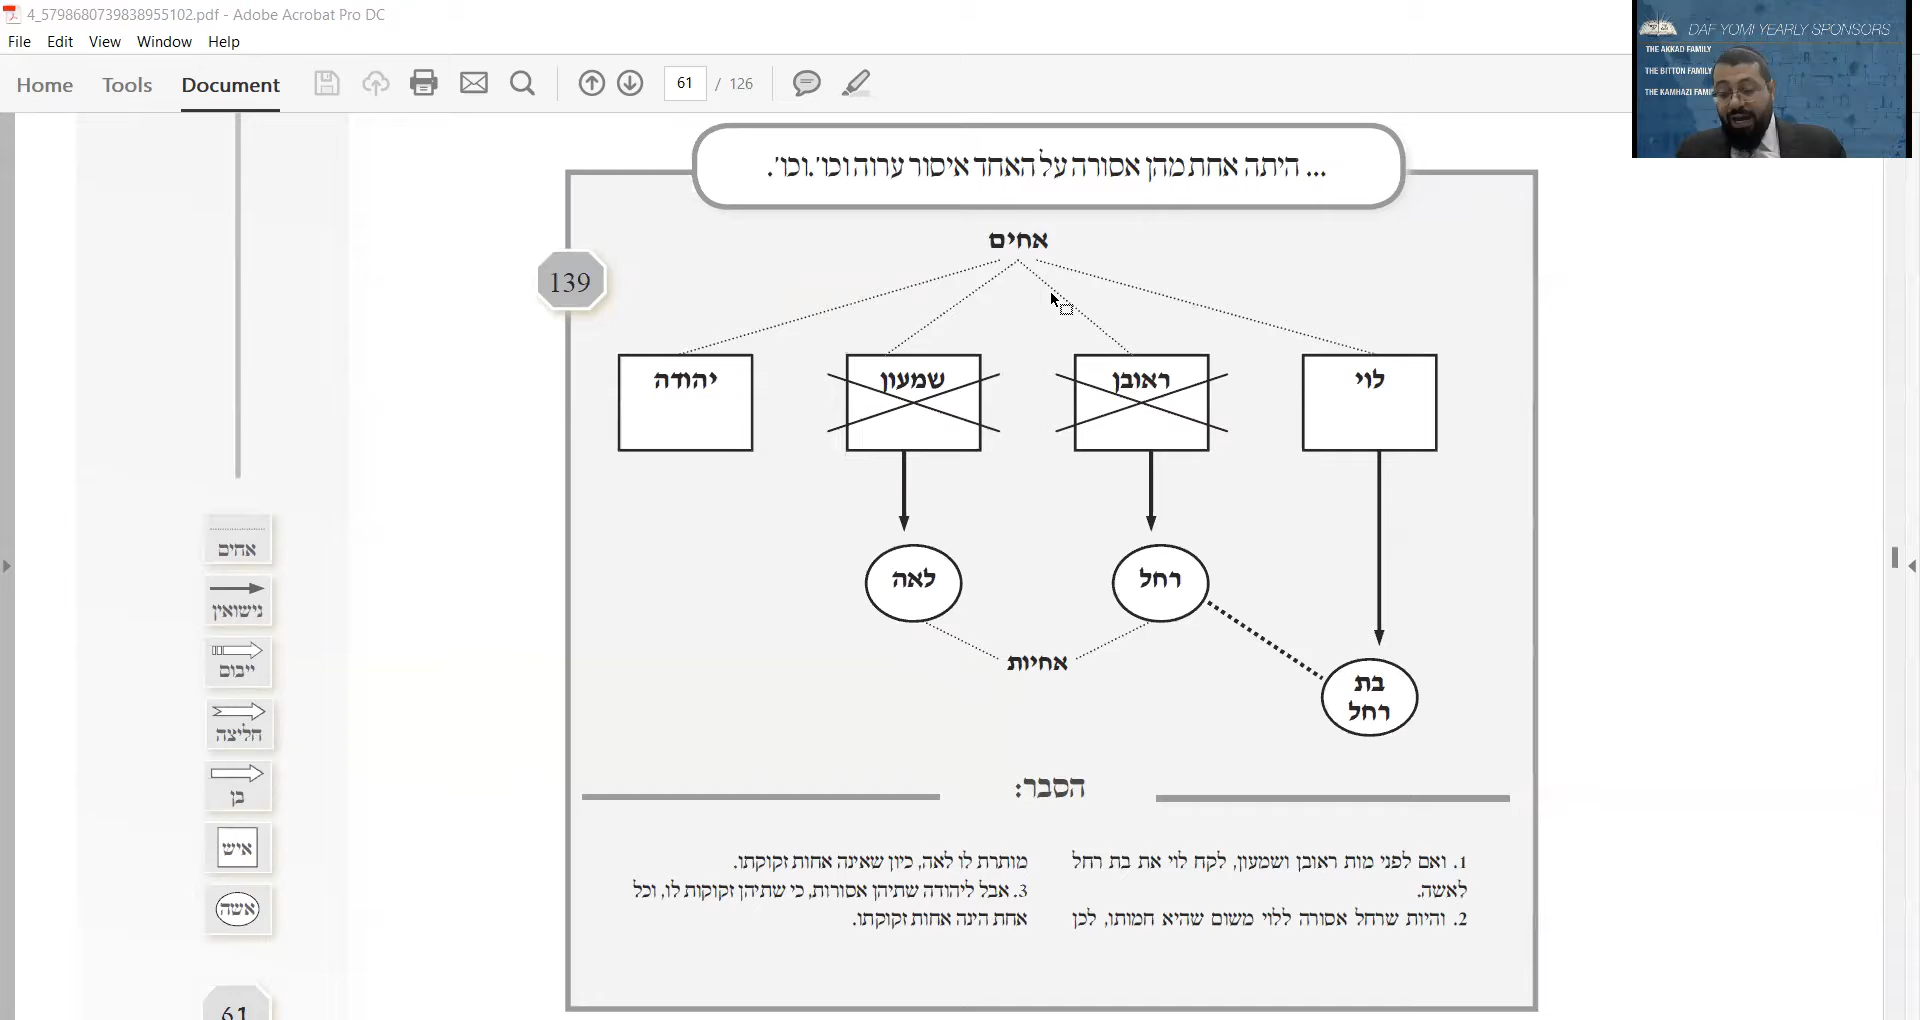 4_5798680739838955102.pdf - Adobe Acrobat Pro DC
File Edit View Window Help
Home Tools Document 61 / 126
DAF YOMI YEARLY SPONSORS
THE AKKAD FAMILY
THE BITTON FAMILY
THE KAMHAZI FAMI
... היתה אחת מהן אסורה על האחד איסור ערוה וכו'.וכו'.
139
אחים
לוי
ראובן
שמעון
יהודה
רחל
לאה
אחיות
בת
רחל
הסבר:
1. ואם לפני מות ראובן ושמעון, לקח לוי את בת רחל
לאשה.
2. והיות שרחל אסורה ללוי משום שהיא חמותו, לכן
מותרת לו לאה, כיון שאינה אחות זקוקתו.
3. אבל ליהודה שתיהן אסורות, כי שתיהן זקוקות לו, וכל
אחת הינה אחות זקוקתו.
אחים
נישואין
ייבום
חליצה
בן
איש
אשה
61